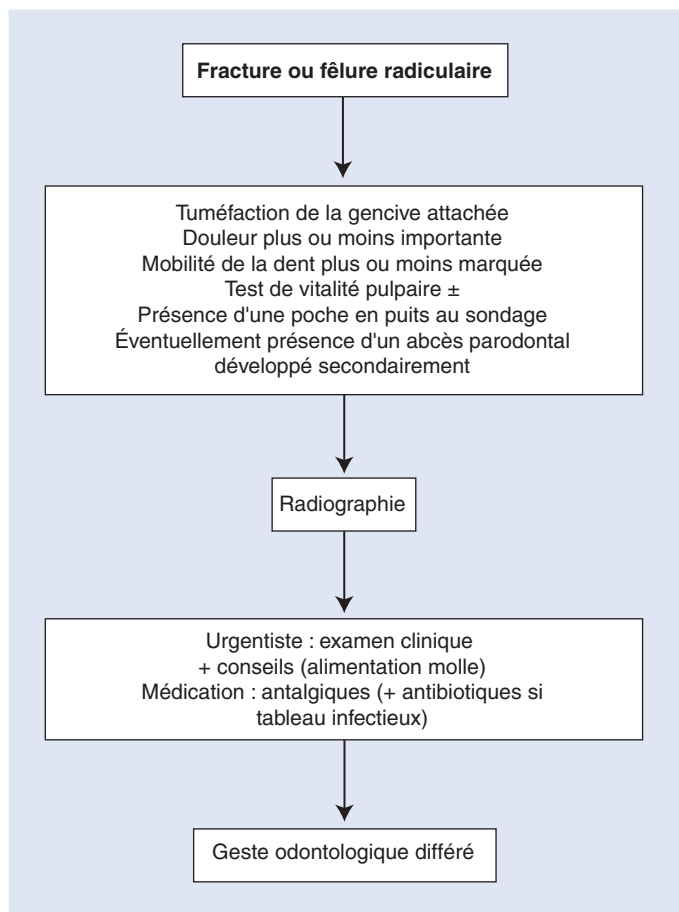 Fracture ou fêlure radiculaire
Tuméfaction de la gencive attachée
Douleur plus ou moins importante
Mobilité de la dent plus ou moins marquée
Test de vitalité pulpaire ±
Présence d'une poche en puits au sondage
Éventuellement présence d'un abcès parodontal
développé secondairement
Radiographie
Urgentiste : examen clinique
+ conseils (alimentation molle)
Médication : antalgiques (+ antibiotiques si
tableau infectieux)
Geste odontologique différé